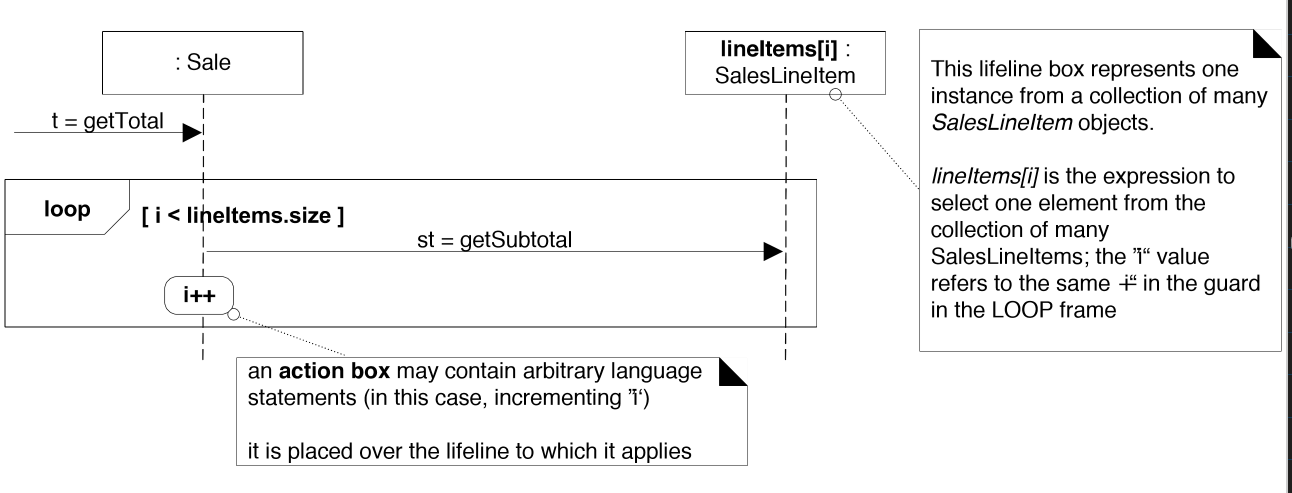 : Sale
lineItems[i] :
SalesLineItem
t = getTotal
loop
[ i < lineItems.size ]
st = getSubtotal
i++
an action box may contain arbitrary language
statements (in this case, incrementing ”i“)
it is placed over the lifeline to which it applies
This lifeline box represents one
instance from a collection of many
SalesLineItem objects.
lineItems[i] is the expression to
select one element from the
collection of many
SalesLineItems; the ”i“ value
refers to the same ”i“ in the guard
in the LOOP frame